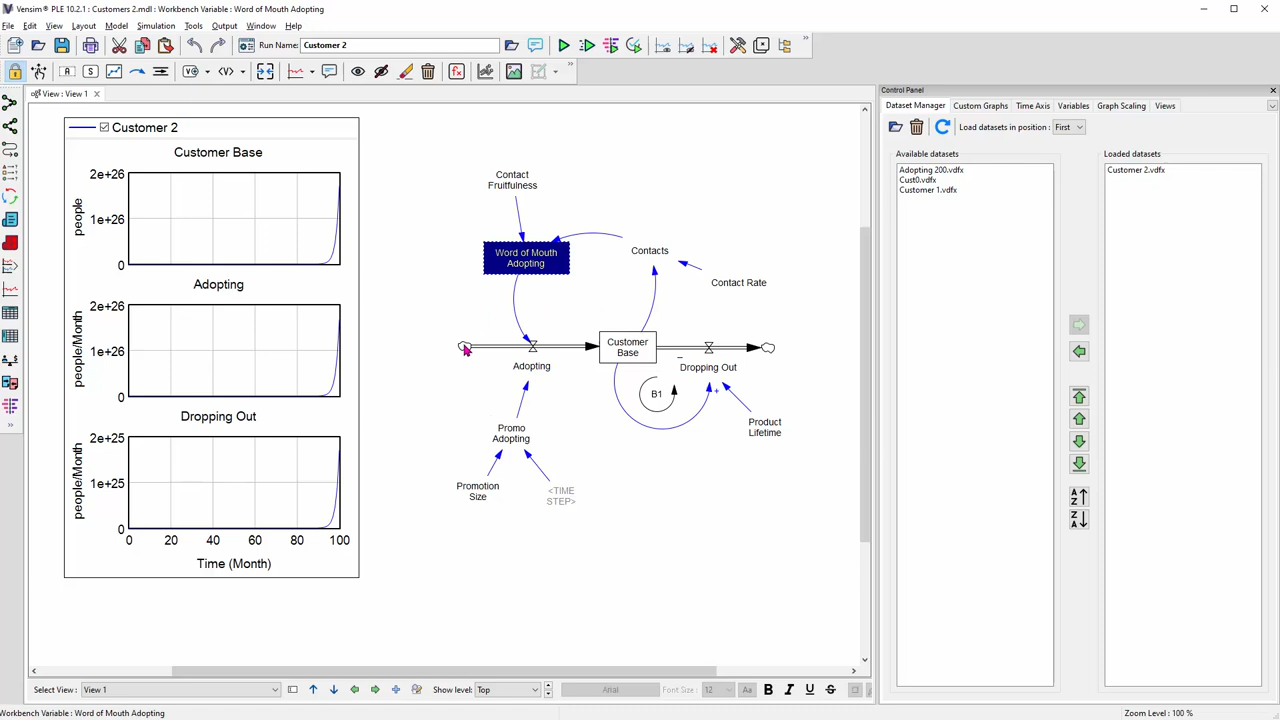 Vensim® PLE 10.2.1 : Customers 2.mdl : Workbench Variable: Word of Mouth Adopting
File Edit View Layout Model Simulation Tools Output Window Help
Run Name: Customer 2
View : View 1
Customer 2
Customer Base
2e+26
1e+26
0
people
Adopting
2e+26
1e+26
0
people/Month
Dropping Out
2e+25
1e+25
0
people/Month
0 20 40 60 80 100
Time (Month)
Contact
Fruitfulness
Word of Mouth
Adopting
Contacts
Contact Rate
Customer
Base
Adopting
Dropping Out
B1
Product
Lifetime
Promo
Adopting
Promotion
Size
<TIME
STEP>
Control Panel
Dataset Manager Custom Graphs Time Axis Variables Graph Scaling Views
Load datasets in position : First
Available datasets
Adopting 200.vdfx
Cust0.vdfx
Customer 1.vdfx
Loaded datasets
Customer 2.vdfx
Select View : View 1
Show level: Top
Arial
Font Size : 12
Aa B I U S
Workbench Variable: Word of Mouth Adopting
Zoom Level : 100 %